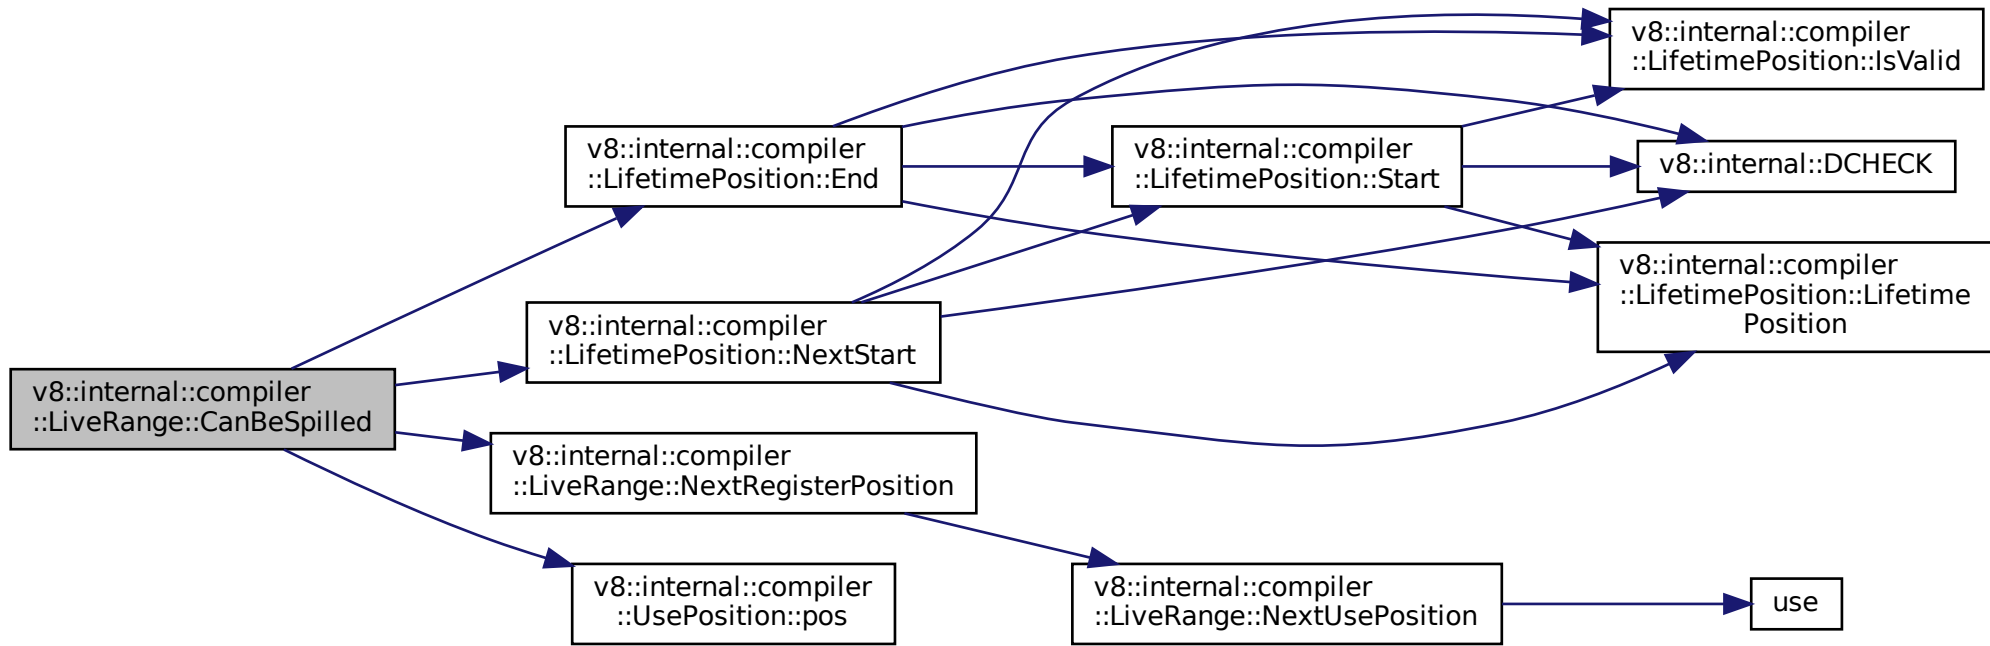 v8::internal::compiler
::LiveRange::CanBeSpilled
v8::internal::compiler
::LifetimePosition::End
v8::internal::compiler
::LifetimePosition::NextStart
v8::internal::compiler
::LiveRange::NextRegisterPosition
v8::internal::compiler
::UsePosition::pos
v8::internal::compiler
::LifetimePosition::Start
v8::internal::compiler
::LiveRange::NextUsePosition
v8::internal::compiler
::LifetimePosition::IsValid
v8::internal::DCHECK
v8::internal::compiler
::LifetimePosition::Lifetime
Position
use